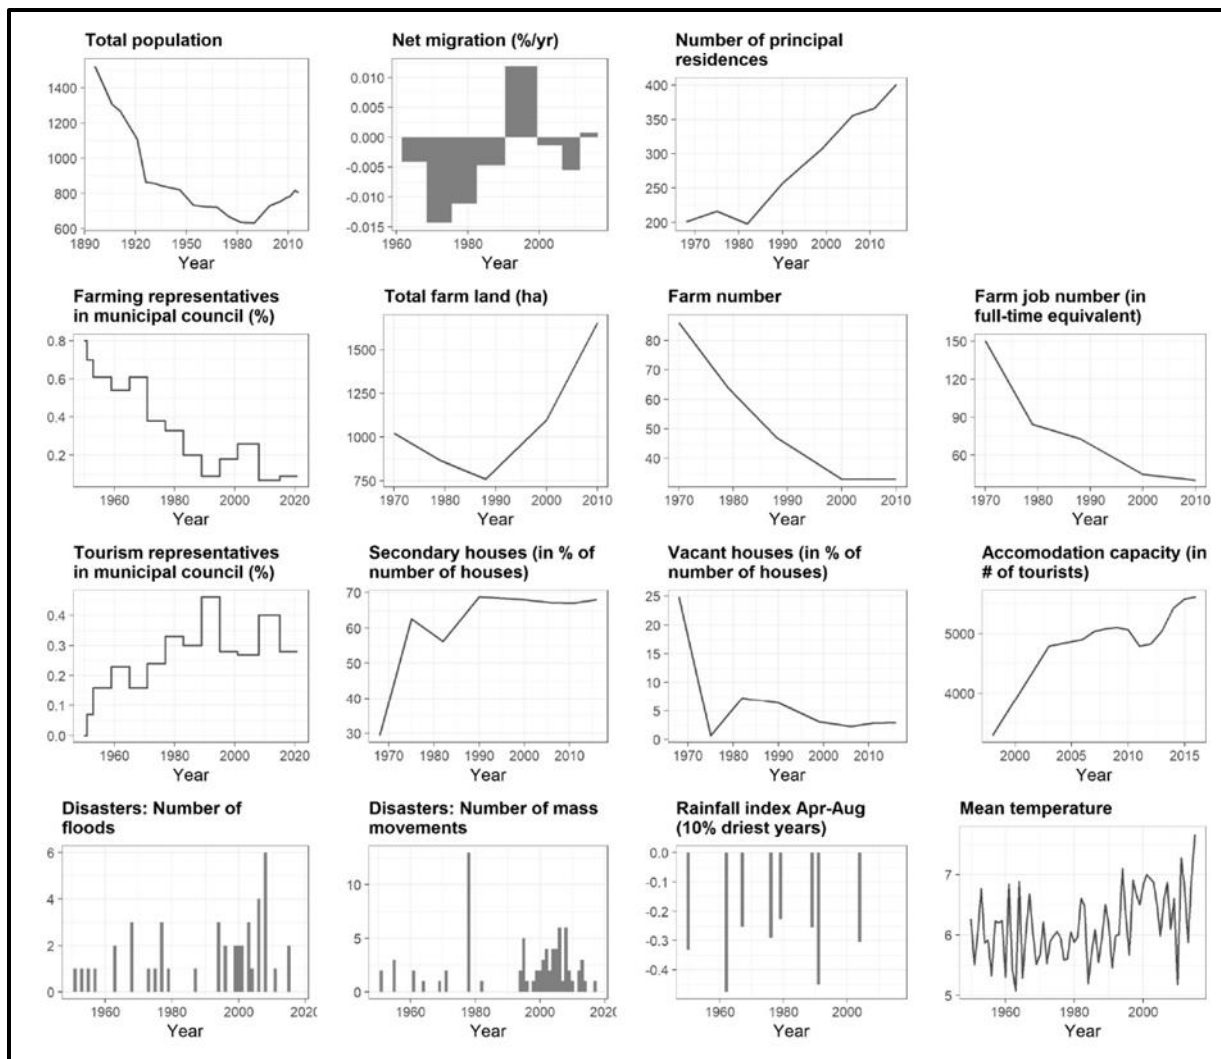 Total population
1400
1200
1000
800
600
1890 1920 1950 1980 2010
Year
Net migration (%/yr)
0.010
0.005
0.000
-0.005
-0.010
-0.015
1960 1980 2000
Year
Number of principal
residences
400
350
300
250
200
1970 1980 1990 2000 2010
Year
Farming representatives
in municipal council (%)
0.8
0.6
0.4
0.2
1960 1980 2000 2020
Year
Total farm land (ha)
1500
1250
1000
750
1970 1980 1990 2000 2010
Year
Farm number
80
70
60
50
40
1970 1980 1990 2000 2010
Year
Farm job number (in
full-time equivalent)
150
120
90
60
1970 1980 1990 2000 2010
Year
Tourism representatives
in municipal council (%)
0.4
0.3
0.2
0.1
0.0
1960 1980 2000 2020
Year
Secondary houses (in % of
number of houses)
70
60
50
40
30
1970 1980 1990 2000 2010
Year
Vacant houses (in % of
number of houses)
25
20
15
10
5
0
1970 1980 1990 2000 2010
Year
Accomodation capacity (in
# of tourists)
5000
4000
2000 2005 2010 2015
Year
Disasters: Number of
floods
6
4
2
0
1960 1980 2000
Year
Disasters: Number of mass
movements
10
5
0
1960 1980 2000
Year
Rainfall index Apr-Aug
(10% driest years)
0.0
-0.1
-0.2
-0.3
-0.4
1960 1980 2000
Year
Mean temperature
7
6
5
1960 1980 2000
Year